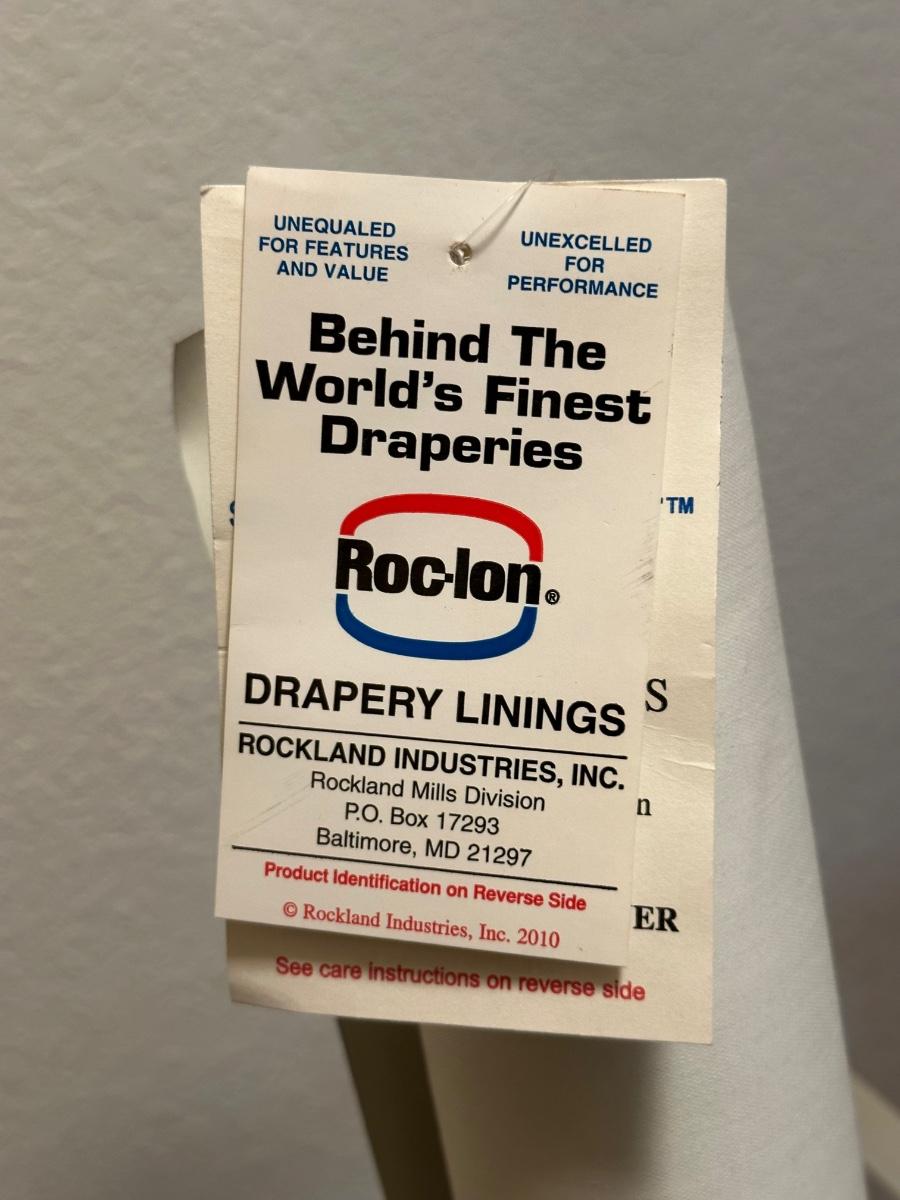 UNEQUALED
FOR FEATURES
AND VALUE
UNEXCELLED
FOR
PERFORMANCE
Behind The
World's Finest
Draperies
Roc-lon®
DRAPERY LININGS
ROCKLAND INDUSTRIES, INC.
Rockland Mills Division
P.O. Box 17293
Baltimore, MD 21297
Product Identification on Reverse Side
© Rockland Industries, Inc. 2010
TM
S
n
ER
See care instructions on reverse side